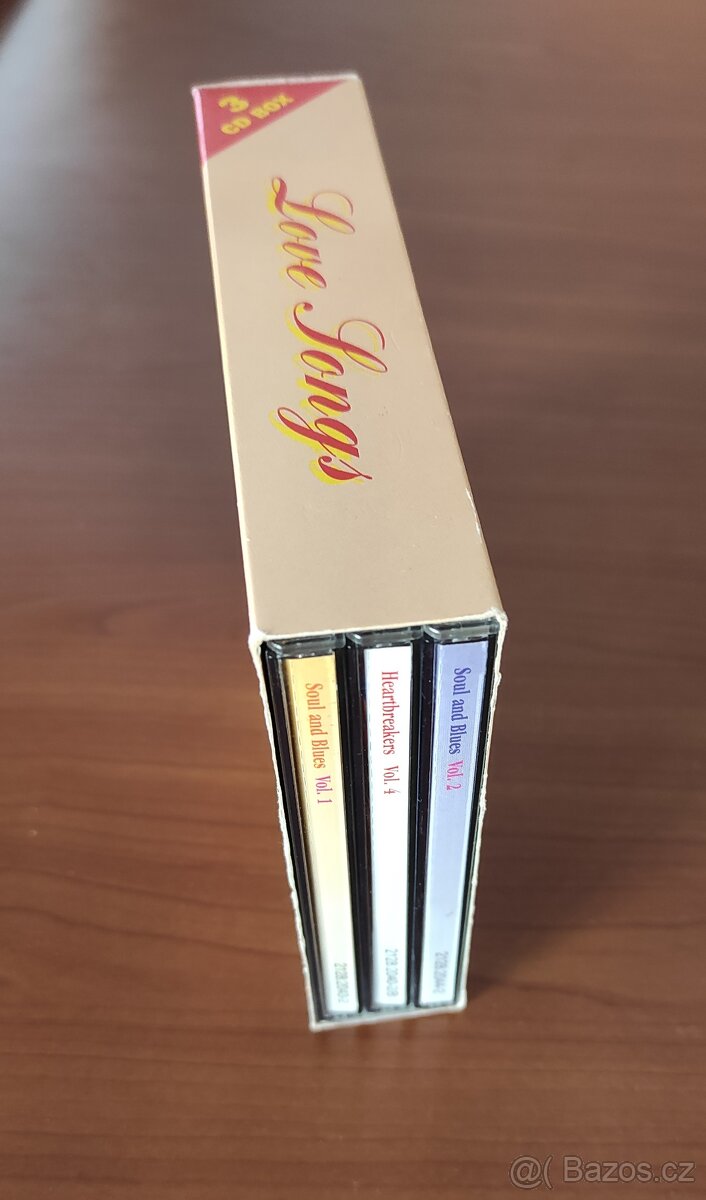 3
CD BOX
Love Songs
Soul and Blues Vol. 1
Heartbreakers Vol. 4
Soul and Blues Vol. 2
@( Bazos.cz